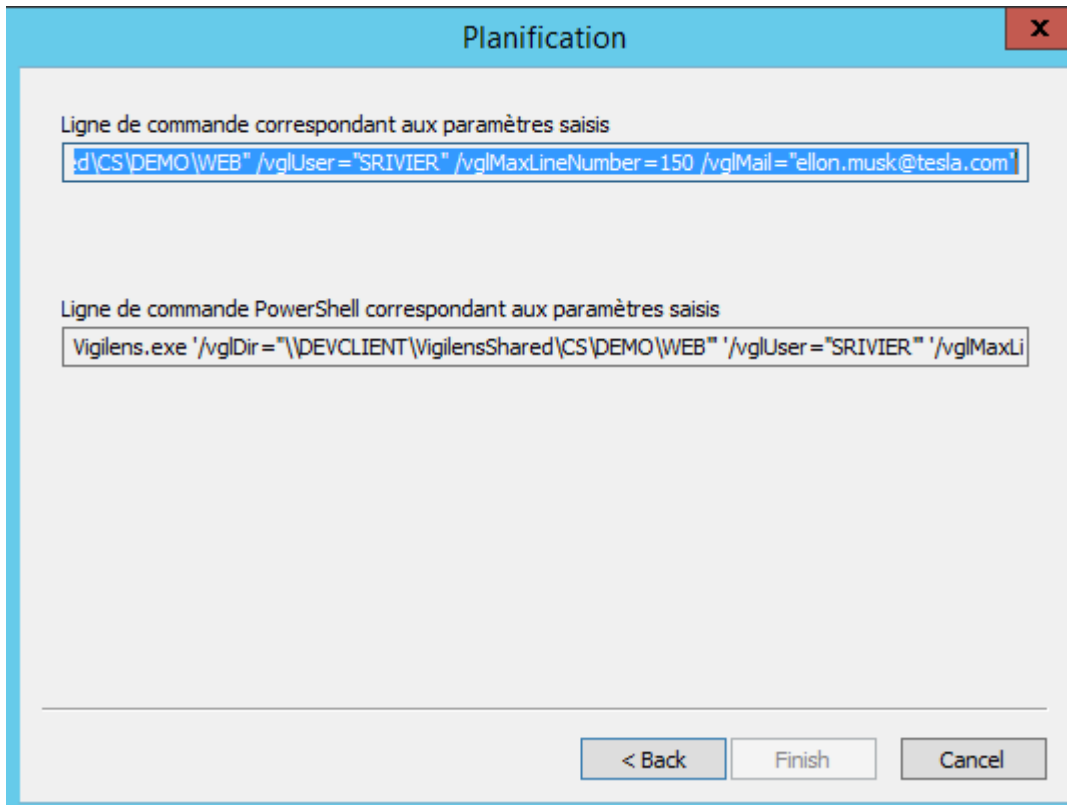 Planification
x
Ligne de commande correspondant aux paramètres saisis
ed\CS\DEMO\WEB" /vglUser="SRIVIER" /vglMaxLineNumber=150 /vglMail="ellon.musk@tesla.com"
Ligne de commande PowerShell correspondant aux paramètres saisis
Vigilens.exe '/vglDir="\\DEVCLIENT\VigilensShared\CS\DEMO\WEB"' '/vglUser="SRIVIER"' '/vglMaxLi
< Back
Finish
Cancel